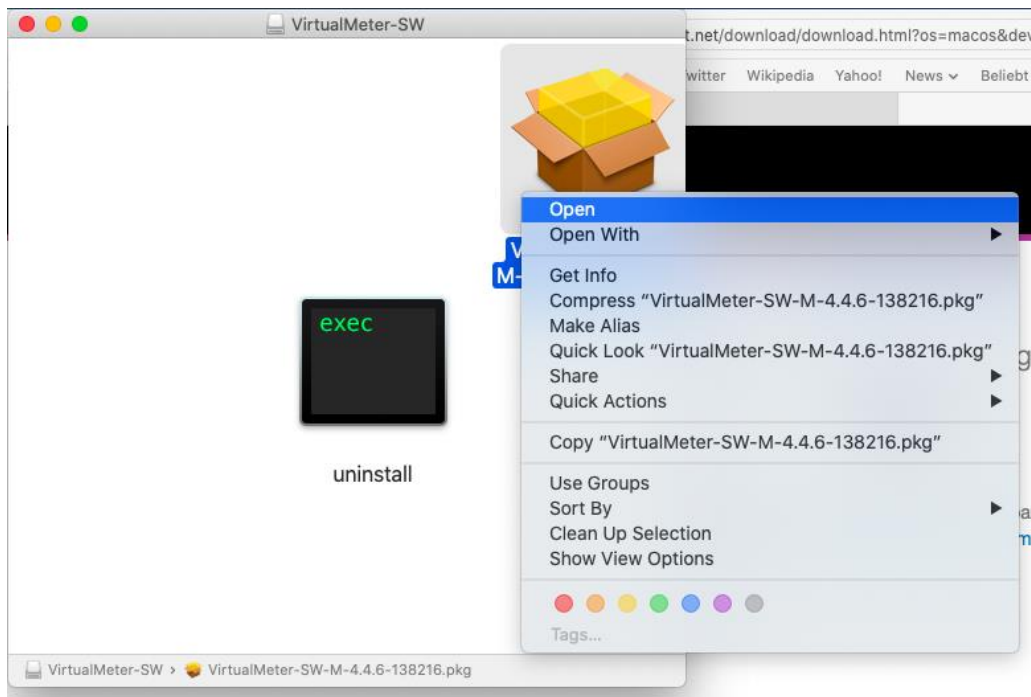 VirtualMeter-SW
t.net/download/download.html?os=macos&dev
witter Wikipedia Yahoo! News Beliebt
V
M-
exec
uninstall
Open
Open With
Get Info
Compress “VirtualMeter-SW-M-4.4.6-138216.pkg”
Make Alias
Quick Look “VirtualMeter-SW-M-4.4.6-138216.pkg”
Share
Quick Actions
Copy “VirtualMeter-SW-M-4.4.6-138216.pkg”
Use Groups
Sort By
Clean Up Selection
Show View Options
Tags...
VirtualMeter-SW › VirtualMeter-SW-M-4.4.6-138216.pkg